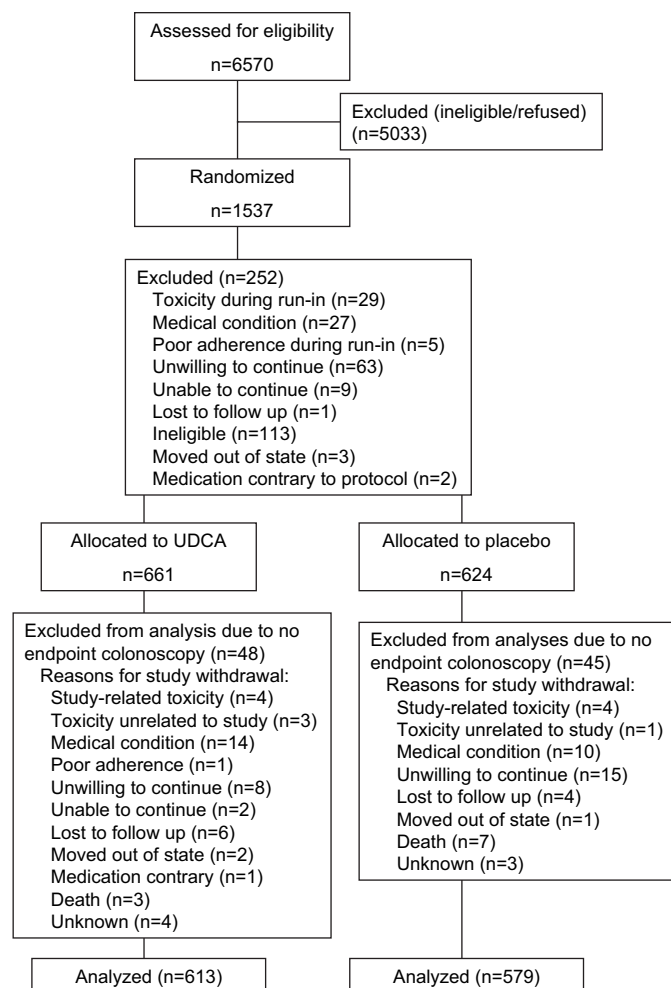 Assessed for eligibility
n=6570
Excluded (ineligible/refused)
(n=5033)
Randomized
n=1537
Excluded (n=252)
Toxicity during run-in (n=29)
Medical condition (n=27)
Poor adherence during run-in (n=5)
Unwilling to continue (n=63)
Unable to continue (n=9)
Lost to follow up (n=1)
Ineligible (n=113)
Moved out of state (n=3)
Medication contrary to protocol (n=2)
Allocated to UDCA
n=661
Excluded from analysis due to no
endpoint colonoscopy (n=48)
Reasons for study withdrawal:
Study-related toxicity (n=4)
Toxicity unrelated to study (n=3)
Medical condition (n=14)
Poor adherence (n=1)
Unwilling to continue (n=8)
Unable to continue (n=2)
Lost to follow up (n=6)
Moved out of state (n=2)
Medication contrary (n=1)
Death (n=3)
Unknown (n=4)
Analyzed (n=613)
Allocated to placebo
n=624
Excluded from analyses due to no
endpoint colonoscopy (n=45)
Reasons for study withdrawal:
Study-related toxicity (n=4)
Toxicity unrelated to study (n=1)
Medical condition (n=10)
Unwilling to continue (n=15)
Lost to follow up (n=4)
Moved out of state (n=1)
Death (n=7)
Unknown (n=3)
Analyzed (n=579)